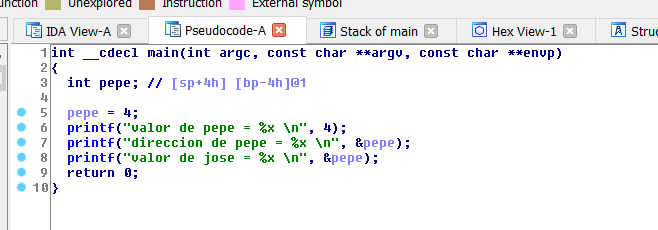 unction Unexplored Instruction External symbol
IDA View-A Pseudocode-A Stack of main Hex View-1 A Struc
1 int __cdecl main(int argc, const char **argv, const char **envp)
2 {
3 int pepe; // [sp+4h] [bp-4h]@1
4
5 pepe = 4;
6 printf("valor de pepe = %x \n", 4);
7 printf("direccion de pepe = %x \n", &pepe);
8 printf("valor de jose = %x \n", &pepe);
9 return 0;
10 }